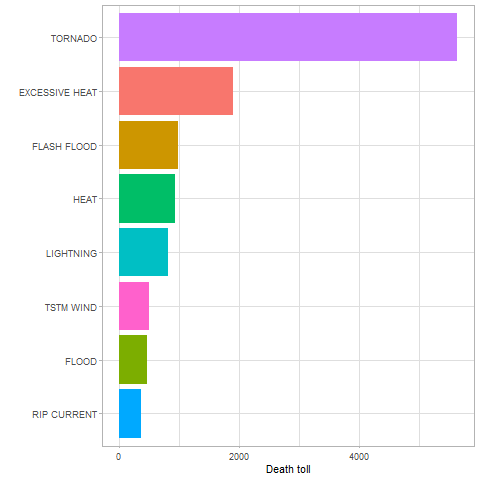 TORNADO
EXCESSIVE HEAT
FLASH FLOOD
HEAT
LIGHTNING
TSTM WIND
FLOOD
RIP CURRENT
0 2000 4000
Death toll